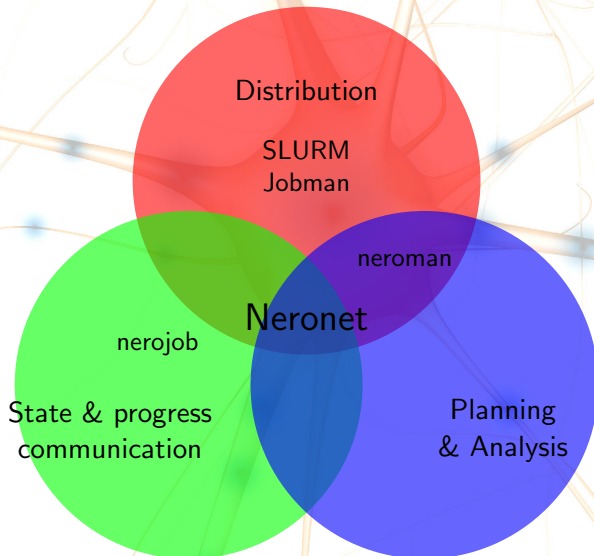 Distribution
SLURM
Jobman
neroman
Neronet
nerojob
State & progress
communication
Planning
& Analysis